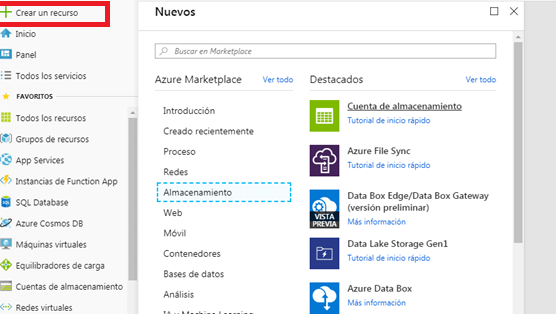 Crear un recurso
Inicio
Panel
Todos los servicios
FAVORITOS
Todos los recursos
Grupos de recursos
App Services
Instancias de Function App
SQL Database
Azure Cosmos DB
Máquinas virtuales
Equilibradores de carga
Cuentas de almacenamiento
Redes virtuales
Nuevos
Buscar en Marketplace
Azure Marketplace
Ver todo
Introducción
Creado recientemente
Proceso
Redes
Almacenamiento
Web
Móvil
Contenedores
Bases de datos
Análisis
IA y Machine Learning
Destacados
Ver todo
Cuenta de almacenamiento
Tutorial de inicio rápido
Azure File Sync
Tutorial de inicio rápido
VISTA
PREVIA
Data Box Edge/Data Box Gateway
(versión preliminar)
Más información
Data Lake Storage Gen1
Tutorial de inicio rápido
Azure Data Box
Más información